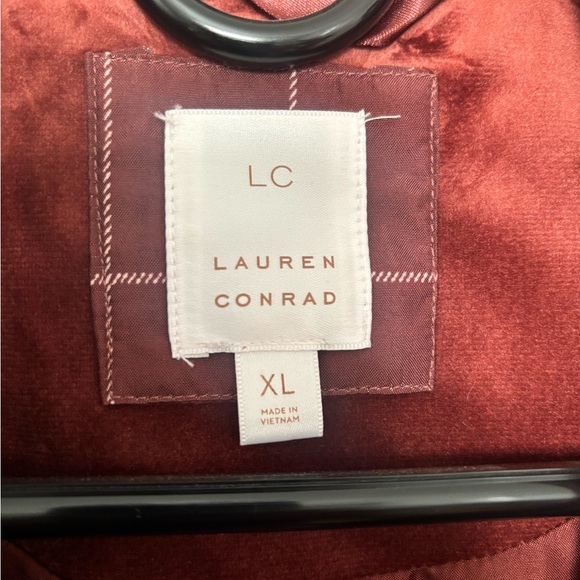 LC
LAUREN
CONRAD
XL
MADE IN
VIETNAM